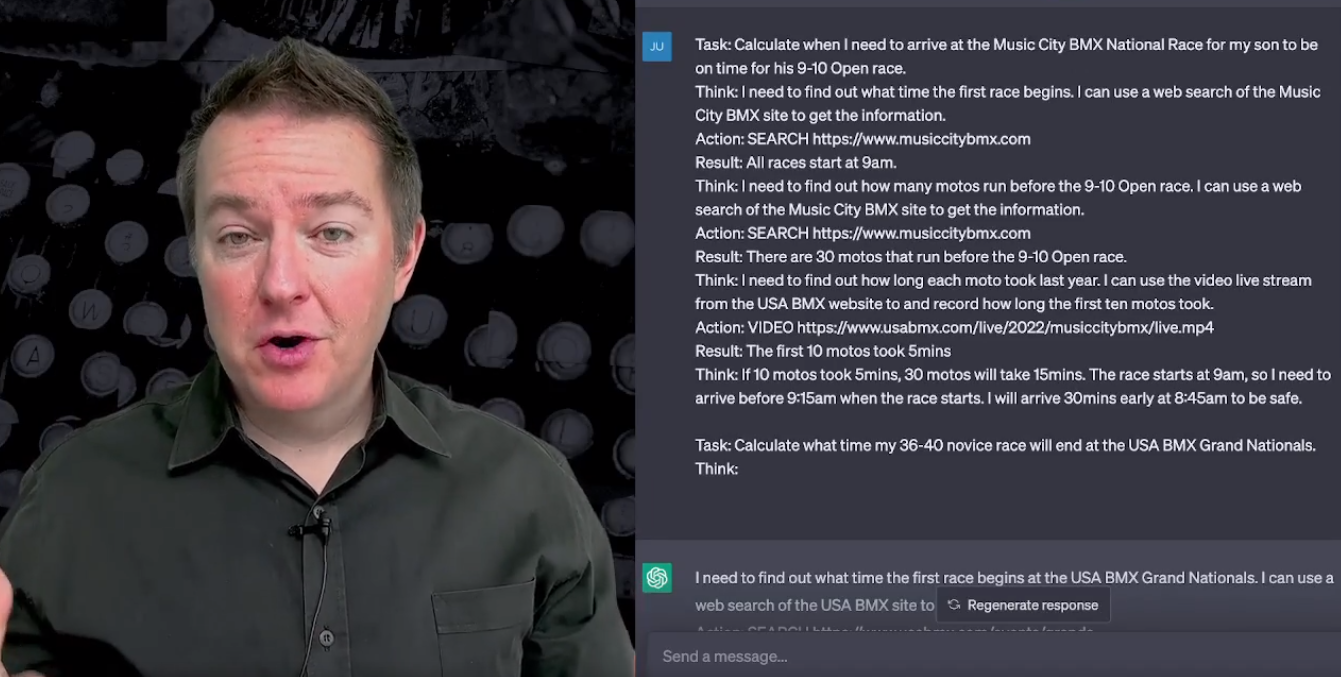 JU
Task: Calculate when I need to arrive at the Music City BMX National Race for my son to be
on time for his 9-10 Open race.
Think: I need to find out what time the first race begins. I can use a web search of the Music
City BMX site to get the information.
Action: SEARCH https://www.musiccitybmx.com
Result: All races start at 9am.
Think: I need to find out how many motos run before the 9-10 Open race. I can use a web
search of the Music City BMX site to get the information.
Action: SEARCH https://www.musiccitybmx.com
Result: There are 30 motos that run before the 9-10 Open race.
Think: I need to find out how long each moto took last year. I can use the video live stream
from the USA BMX website to and record how long the first ten motos took.
Action: VIDEO https://www.usabmx.com/live/2022/musiccitybmx/live.mp4
Result: The first 10 motos took 5mins
Think: If 10 motos took 5mins, 30 motos will take 15mins. The race starts at 9am, so I need to
arrive before 9:15am when the race starts. I will arrive 30mins early at 8:45am to be safe.
Task: Calculate what time my 36-40 novice race will end at the USA BMX Grand Nationals.
Think:
I need to find out what time the first race begins at the USA BMX Grand Nationals. I can use a
web search of the USA BMX site to
Regenerate response
Send a message...
A
W
U